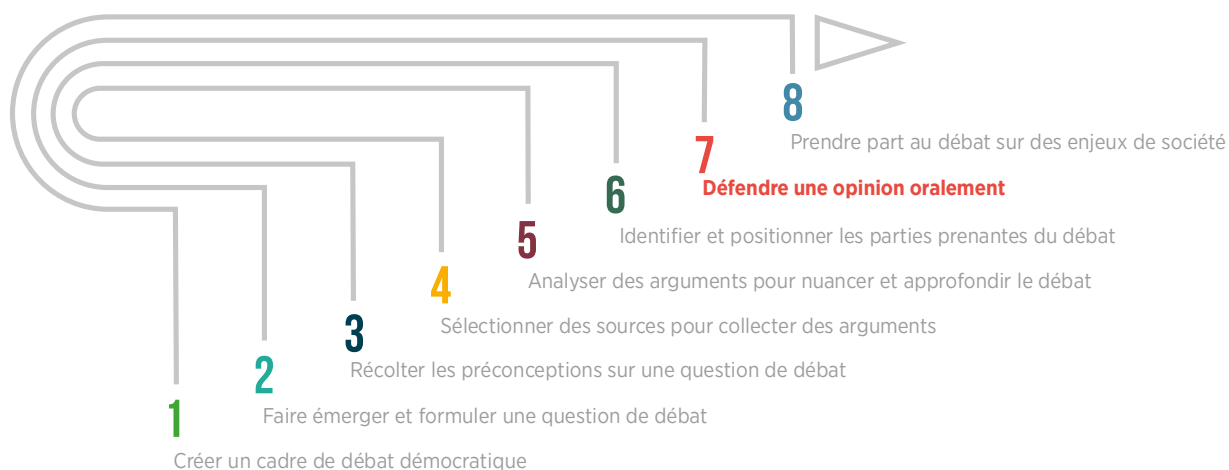 8
Prendre part au débat sur des enjeux de société
7
Défendre une opinion oralement
6
Identifier et positionner les parties prenantes du débat
5
Analyser des arguments pour nuancer et approfondir le débat
4
Sélectionner des sources pour collecter des arguments
3
Récolter les préconceptions sur une question de débat
2
Faire émerger et formuler une question de débat
1
Créer un cadre de débat démocratique